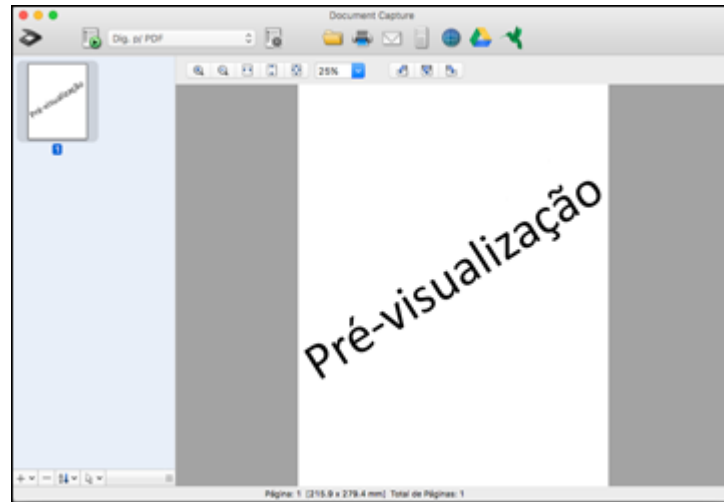 Document Capture
Dig. p/ PDF
25%
Pré-visualização
1
Pré-visualização
Página: 1 [215.9 x 279.4 mm] Total de Páginas: 1